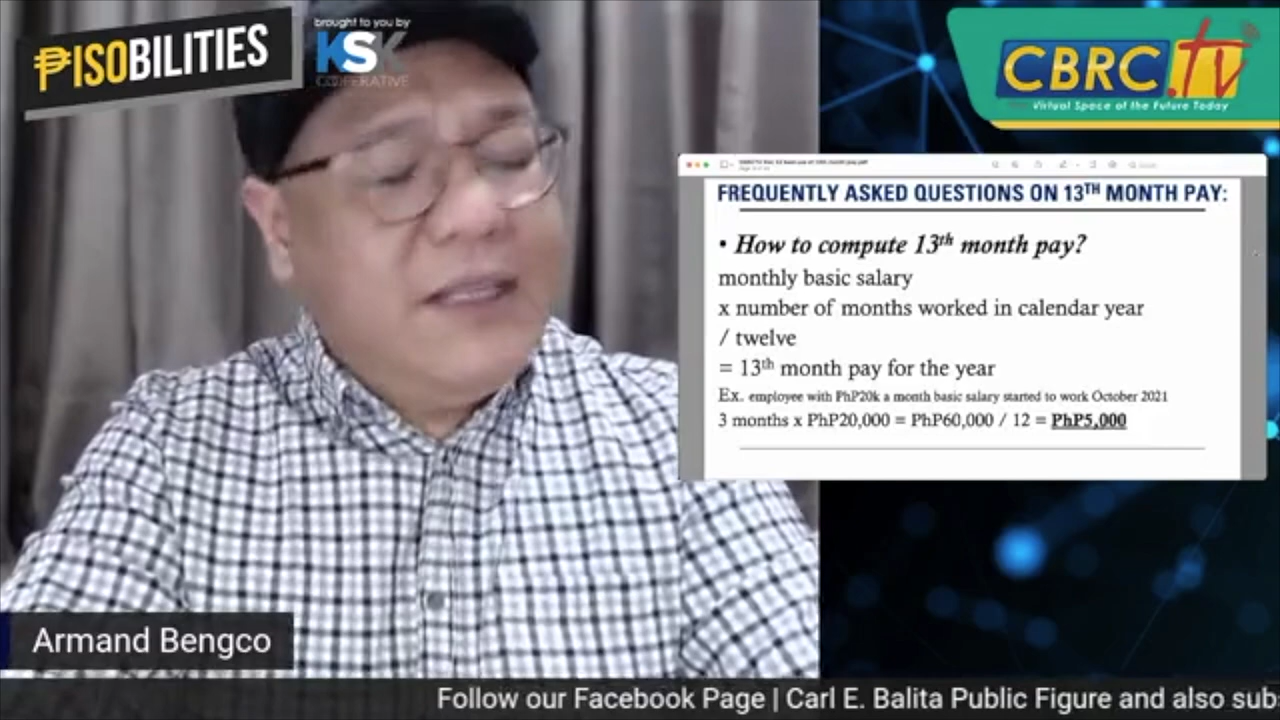 ₱ISOBILITIES
brought to you by
KSK
COOPERATIVE
CBRC.tv
Virtual Space of the Future Today
FREQUENTLY ASKED QUESTIONS ON 13TH MONTH PAY:
• How to compute 13th month pay?
monthly basic salary
x number of months worked in calendar year
/ twelve
= 13th month pay for the year
Ex. employee with PhP20k a month basic salary started to work October 2021
3 months x PhP20,000 = PhP60,000 / 12 = PhP5,000
Armand Bengco
Follow our Facebook Page | Carl E. Balita Public Figure and also sub